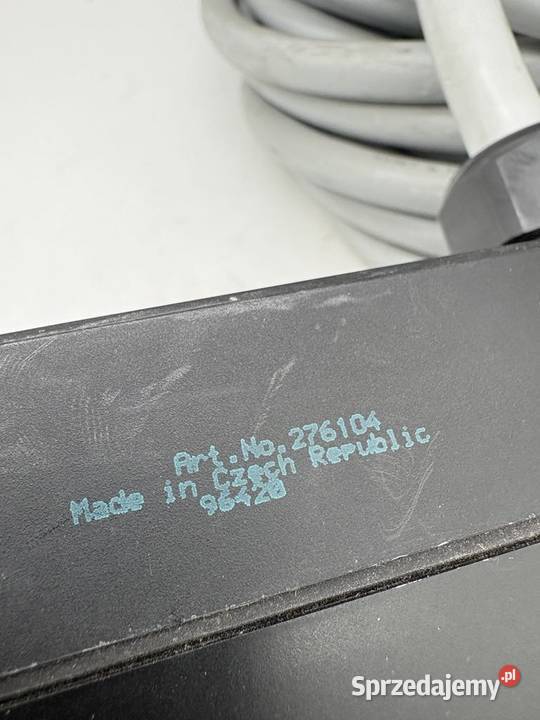 Art.No.276104
Made in Czech Republic
96420
Sprzedajemy.pl